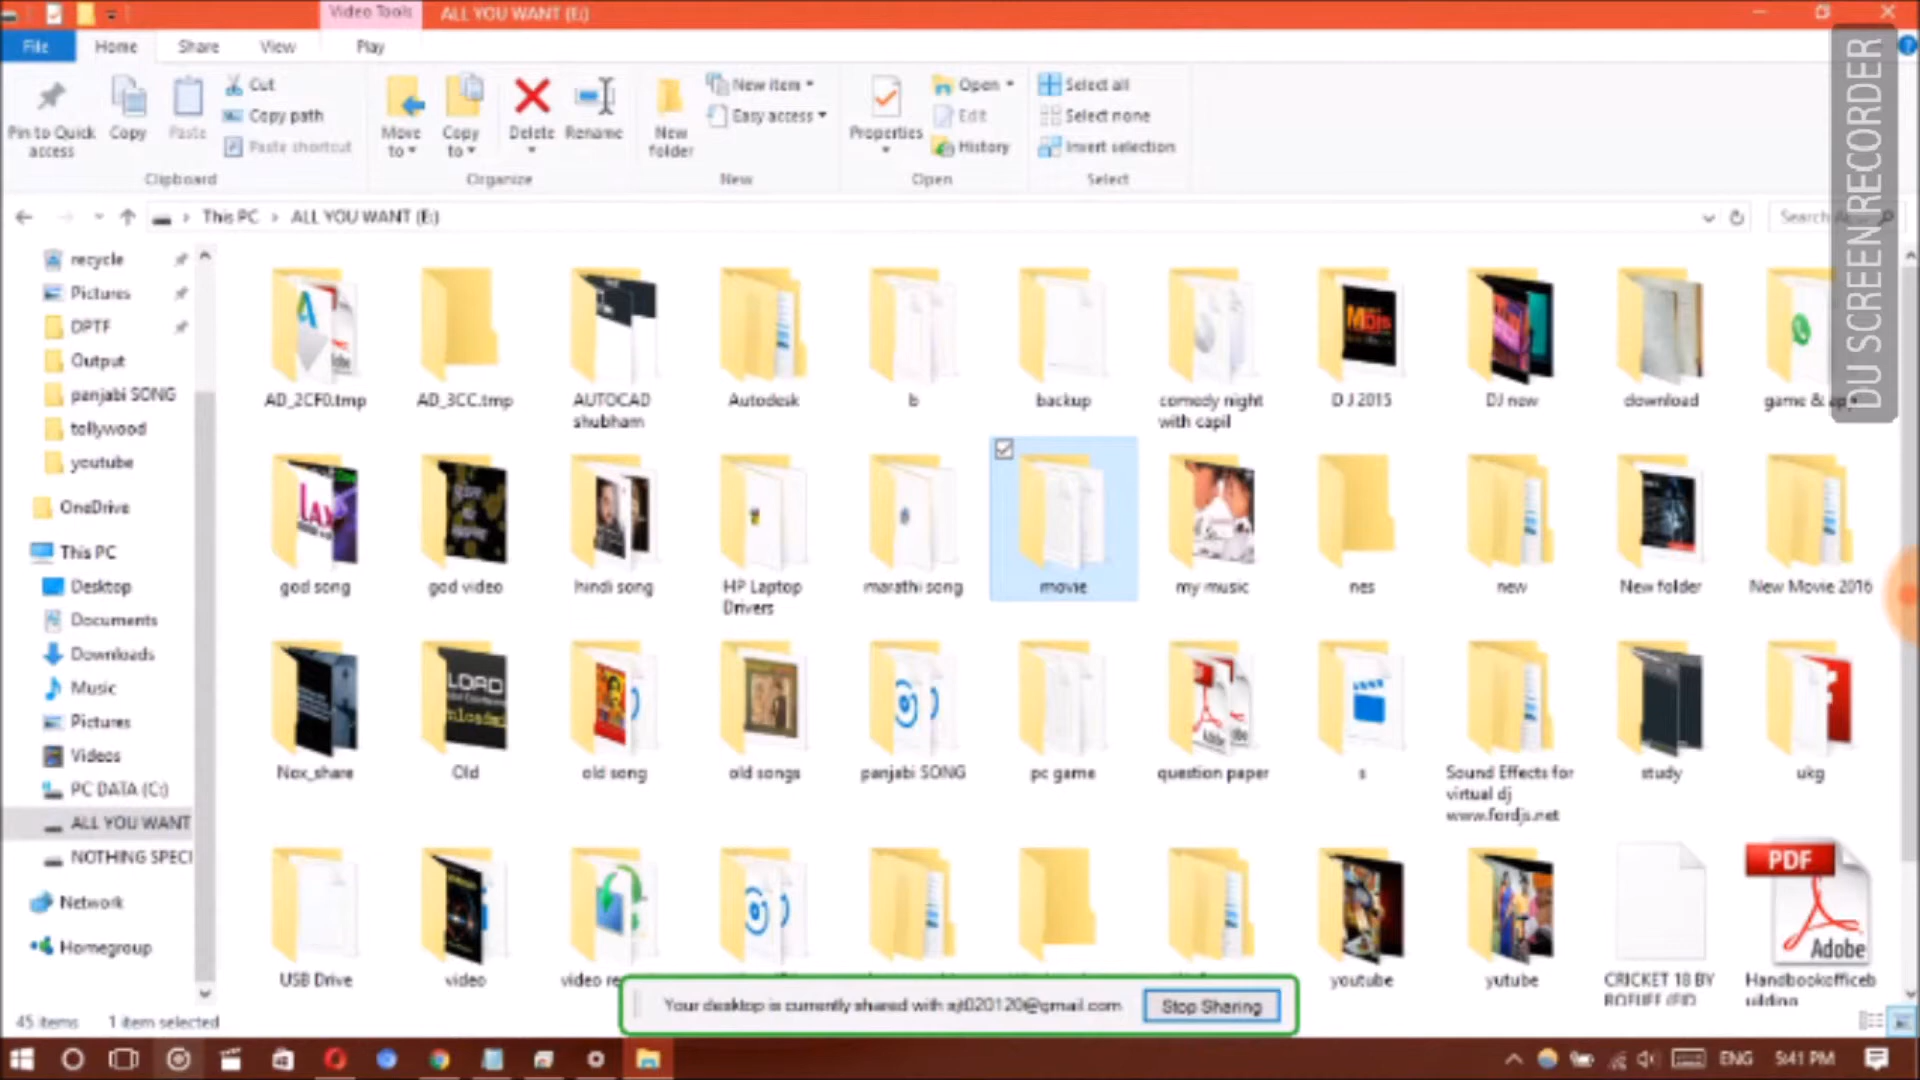 Video Tools
ALL YOU WANT (E:)
File
Home
Share
View
Play
Pin to Quick access
Copy
Paste
Cut
Copy path
Paste shortcut
Clipboard
Move to
Copy to
Delete
Rename
Organize
New folder
New item
Easy access
New
Properties
Open
Edit
History
Open
Select all
Select none
Invert selection
Select
DU SCREEN RECORDER
This PC
ALL YOU WANT (E:)
Search
recycle
Pictures
DPTF
Output
panjabi SONG
tollywood
youtube
OneDrive
This PC
Desktop
Documents
Downloads
Music
Pictures
Videos
PC DATA (C:)
ALL YOU WANT
NOTHING SPECI
Network
Homegroup
AD_2CF0.tmp
AD_3CC.tmp
AUTOCAD shubham
Autodesk
b
backup
comedy night with capil
D J 2015
DJ new
download
game &
god song
god video
hindi song
HP Laptop Drivers
marathi song
movie
my music
nes
new
New folder
New Movie 2016
Nox_share
Old
old song
old songs
panjabi SONG
pc game
question paper
s
Sound Effects for virtual dj www.fordjs.net
study
ukg
USB Drive
video
video re
youtube
yutube
CRICKET 18 BY
PDF
Adobe
Handbookofficeb
uilding
Your desktop is currently shared with ajt020120@gmail.com
Stop Sharing
45 items
1 item selected
ENG
5:41 PM